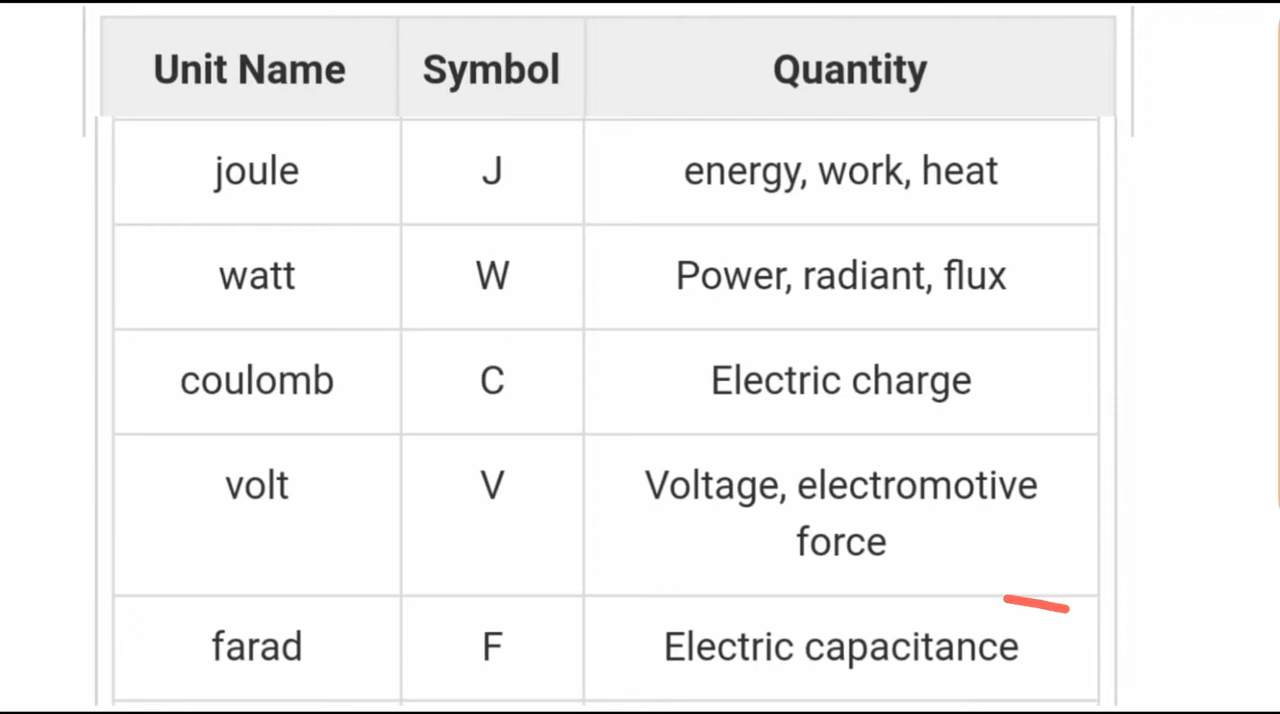 Unit Name Symbol Quantity
joule J energy, work, heat
watt W Power, radiant, flux
coulomb C Electric charge
volt V Voltage, electromotive
force
farad F Electric capacitance